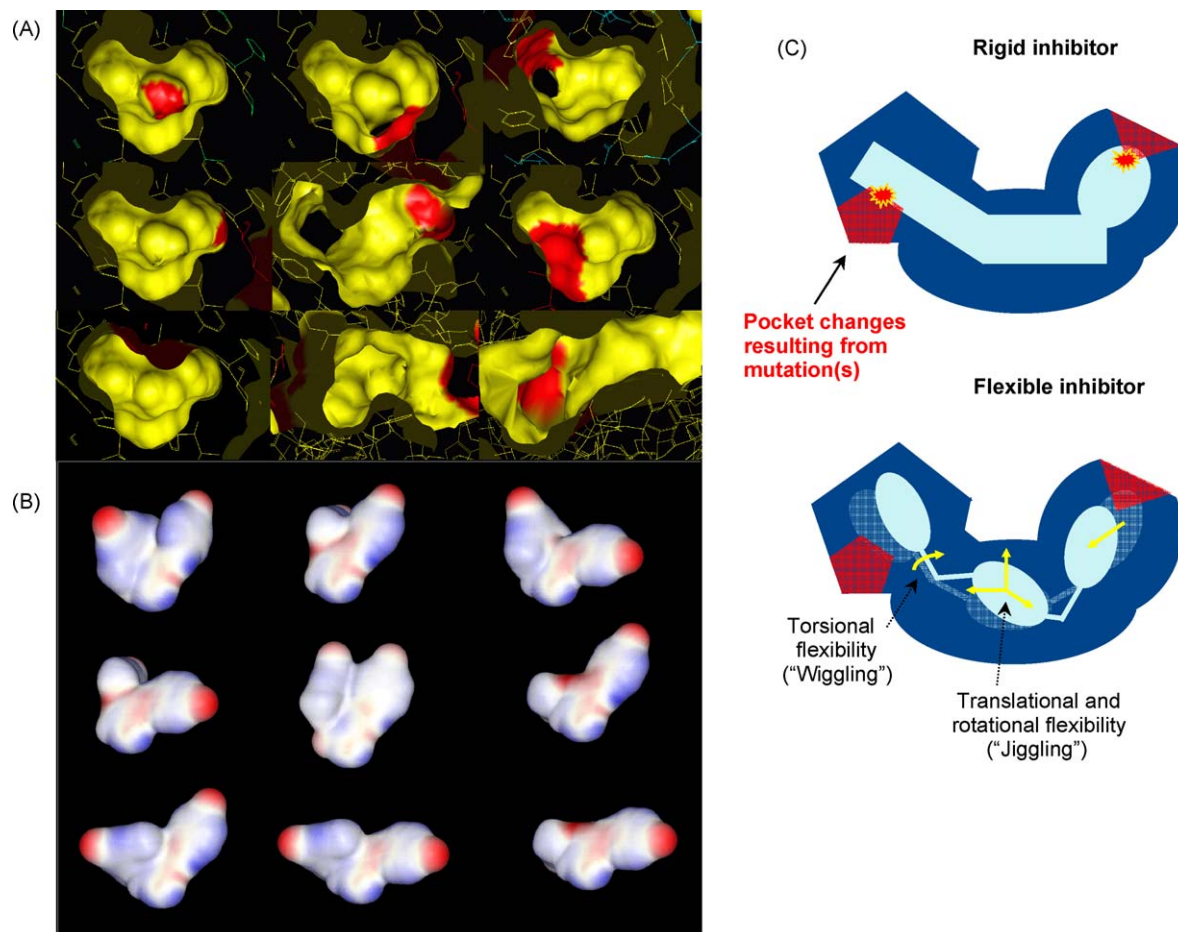 (A)
(B)
(C)
Rigid inhibitor
Pocket changes
resulting from
mutation(s)
Flexible inhibitor
Torsional
flexibility
(“Wiggling”)
Translational and
rotational flexibility
(“Jiggling”)